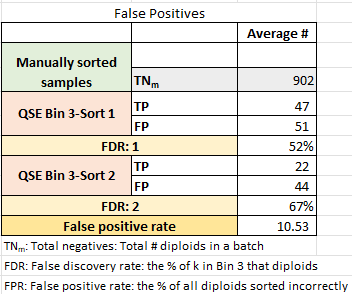 False Positives
Average #
Manually sorted samples
TNm 902
QSE Bin 3-Sort 1
TP 47
FP 51
FDR: 1 52%
QSE Bin 3-Sort 2
TP 22
FP 44
FDR: 2 67%
False positive rate 10.53
TNm: Total negatives: Total # diploids in a batch
FDR: False discovery rate: the % of k in Bin 3 that diploids
FPR: False positive rate: the % of all diploids sorted incorrectly